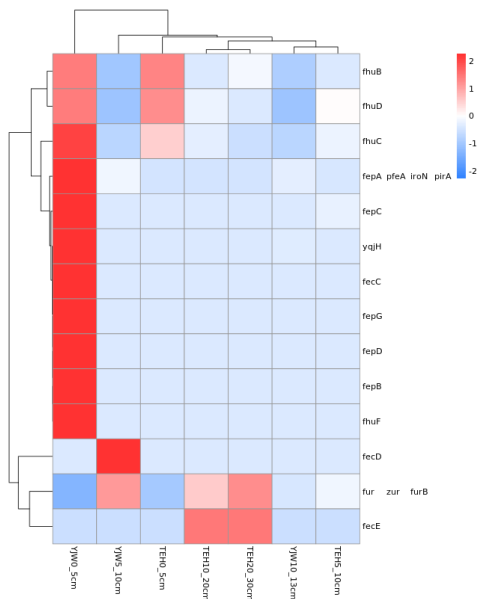 2
fhuB
1
fhuD
0
fhuC
-1
fepA pfeA iroN pirA
-2
fepC
yqjH
fecC
fepG
fepD
fepB
fhuF
fecD
fur zur furB
fecE
YJW0_5cm
YJW5_10cm
TEH0_5cm
TEH10_20cm
TEH20_30cm
YJW10_13cm
TEH5_10cm